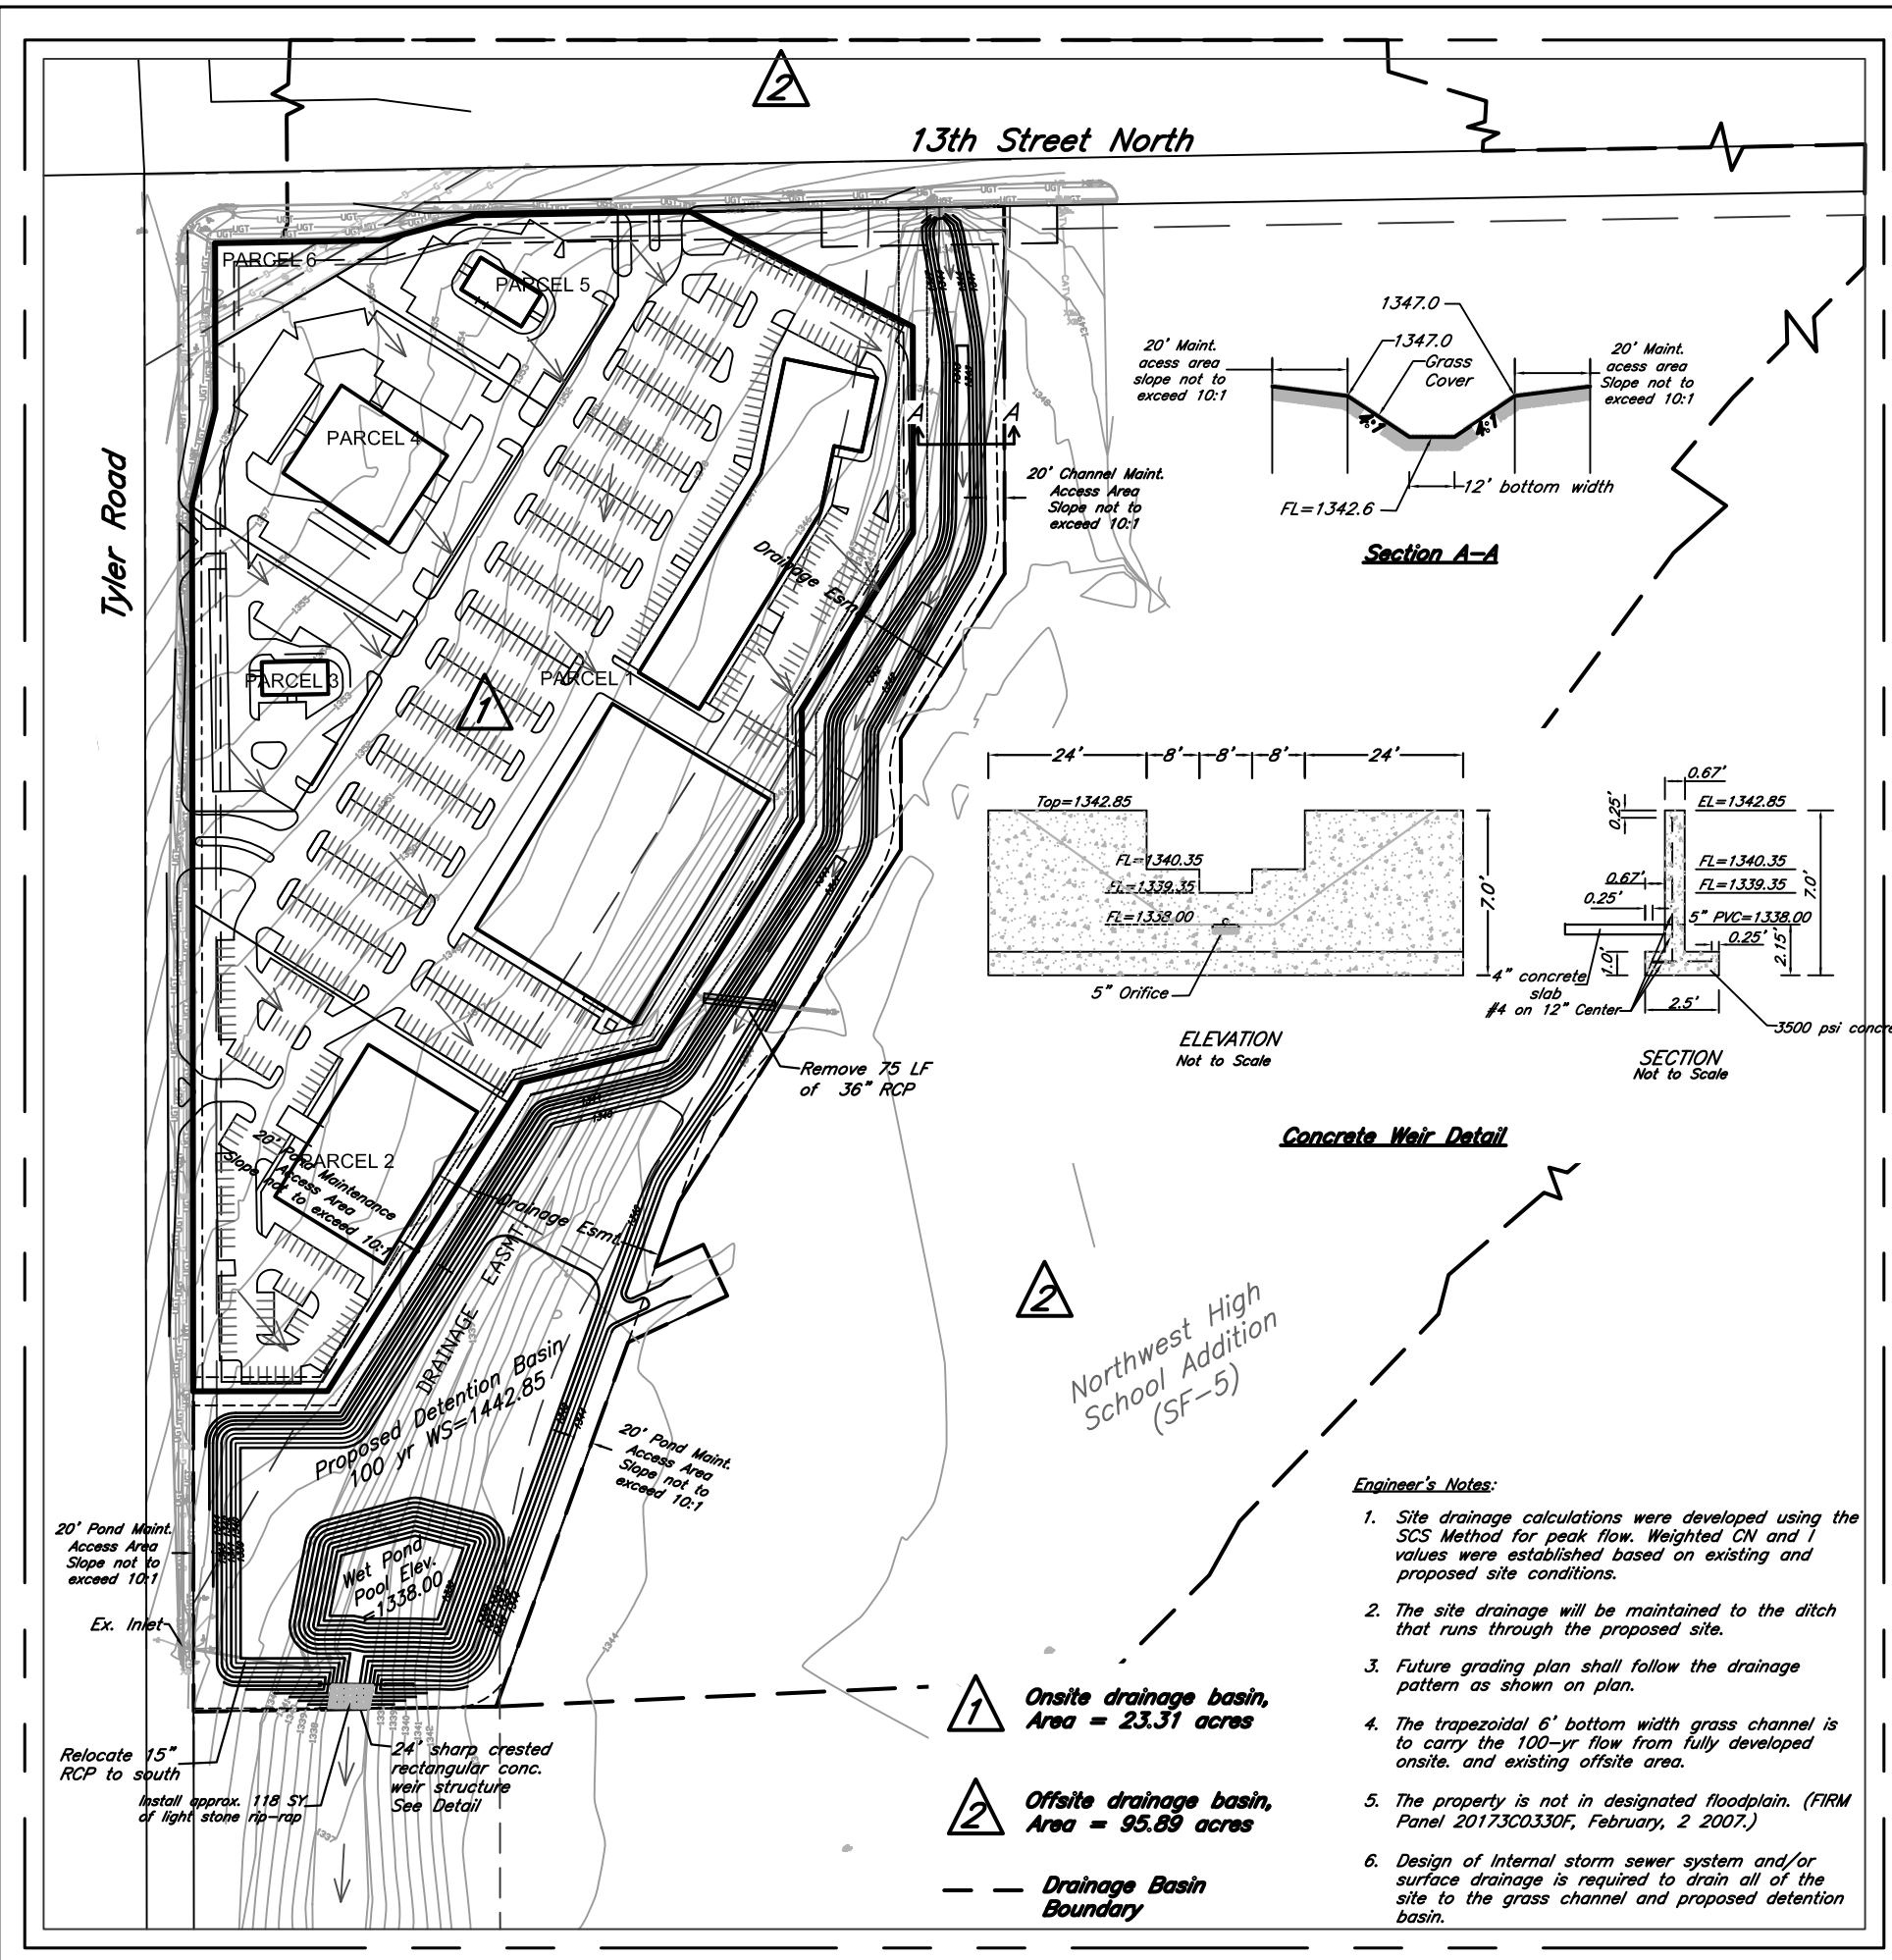 2
13th Street North
Tyler Road
PARCEL 6
PARCEL 5
PARCEL 4
PARCEL 3
PARCEL 1
PARCEL 2
1
A
A
Drainage Esmt
20' Channel Maint.
Access Area
Slope not to
exceed 10:1
1347.0
1347.0
Grass
Cover
20' Maint.
acess area
slope not to
exceed 10:1
20' Maint.
acess area
Slope not to
exceed 10:1
12' bottom width
FL=1342.6
Section A-A
24'
8'
8'
8'
24'
Top=1342.85
FL=1340.35
FL=1339.35
FL=1338.00
7.0'
5" Orifice
ELEVATION
Not to Scale
0.67'
0.25'
EL=1342.85
FL=1340.35
FL=1339.35
5" PVC=1338.00
0.67'
0.25'
0.25'
7.0'
2.15'
1.0'
2.5'
4" concrete
slab
#4 on 12" Center
3500 psi concre
SECTION
Not to Scale
Concrete Weir Detail
Remove 75 LF
of 36" RCP
20' Pond Maintenance
Access Area
Slope not to exceed 10:1
Drainage Esmt
DRAINAGE EASMT.
Proposed Detention Basin
100 yr WS=1442.85
20' Pond Maint.
Access Area
Slope not to
exceed 10:1
2
Northwest High
School Addition
(SF-5)
20' Pond Maint.
Access Area
Slope not to
exceed 10:1
Wet Pond
Pool Elev.
=1338.00
Ex. Inlet
Relocate 15"
RCP to south
Install approx. 118 SY
of light stone rip-rap
24' sharp crested
rectangular conc.
weir structure
See Detail
1
Onsite drainage basin,
Area = 23.31 acres
2
Offsite drainage basin,
Area = 95.89 acres
Drainage Basin
Boundary
Engineer's Notes:
1. Site drainage calculations were developed using the
SCS Method for peak flow. Weighted CN and I
values were established based on existing and
proposed site conditions.
2. The site drainage will be maintained to the ditch
that runs through the proposed site.
3. Future grading plan shall follow the drainage
pattern as shown on plan.
4. The trapezoidal 6' bottom width grass channel is
to carry the 100-yr flow from fully developed
onsite. and existing offsite area.
5. The property is not in designated floodplain. (FIRM
Panel 20173C0330F, February, 2 2007.)
6. Design of Internal storm sewer system and/or
surface drainage is required to drain all of the
site to the grass channel and proposed detention
basin.